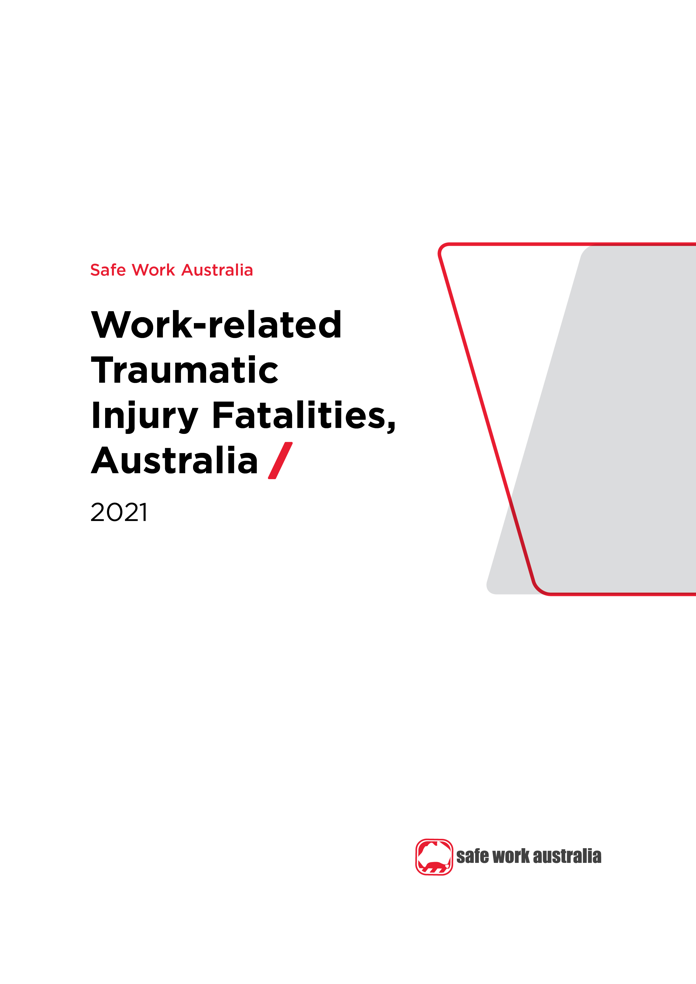 Safe Work Australia
Work-related
Traumatic
Injury Fatalities,
Australia /
2021
safe work australia